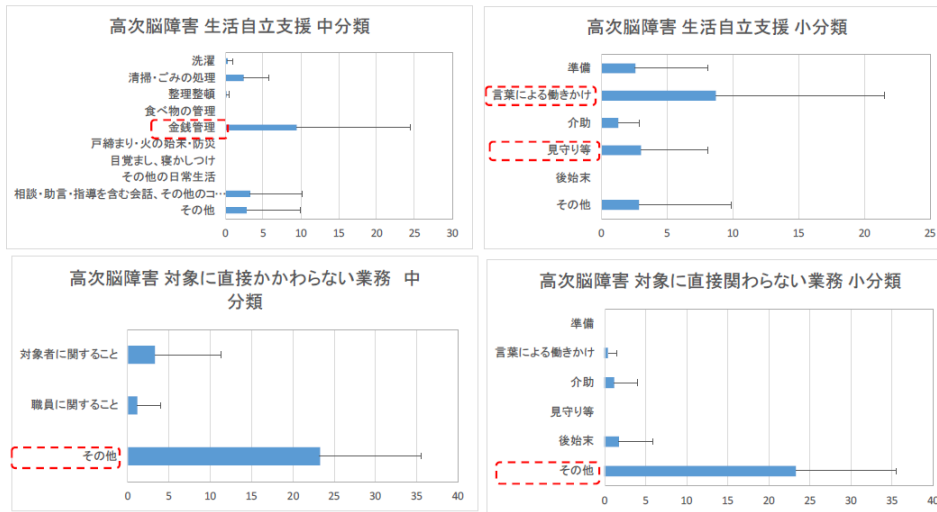 高次脳障害 生活自立支援 中分類
洗濯
清掃・ごみの処理
整理整頓
食べ物の管理
金銭管理
戸締まり・火の始末・防災
目覚まし、寝かしつけ
その他の日常生活
相談・助言・指導を含む会話、その他のコ…
その他
0 5 10 15 20 25 30
高次脳障害 生活自立支援 小分類
準備
言葉による働きかけ
介助
見守り等
後始末
その他
0 5 10 15 20 25
高次脳障害 対象に直接かかわらない業務 中
分類
対象者に関すること
職員に関すること
その他
0 5 10 15 20 25 30 35 40
高次脳障害 対象に直接関わらない業務 小分類
準備
言葉による働きかけ
介助
見守り等
後始末
その他
0 5 10 15 20 25 30 35 40